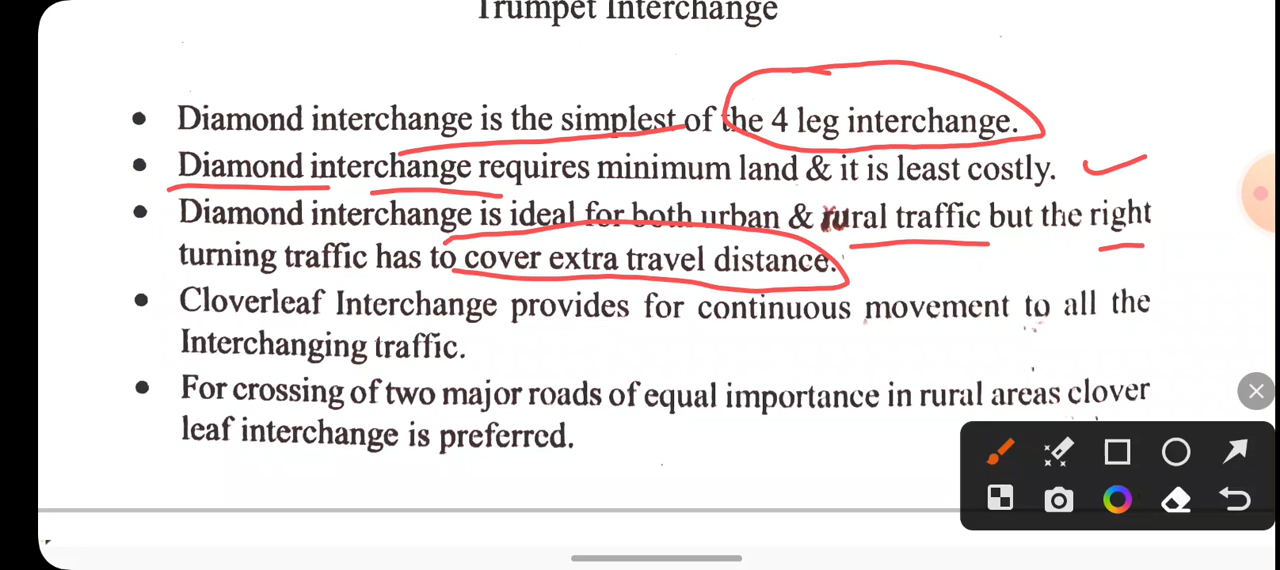 Trumpet Interchange
• Diamond interchange is the simplest of the 4 leg interchange.
• Diamond interchange requires minimum land & it is least costly.
• Diamond interchange is ideal for both urban & rural traffic but the right
turning traffic has to cover extra travel distance.
• Cloverleaf Interchange provides for continuous movement to all the
Interchanging traffic.
• For crossing of two major roads of equal importance in rural areas clover
leaf interchange is preferred.